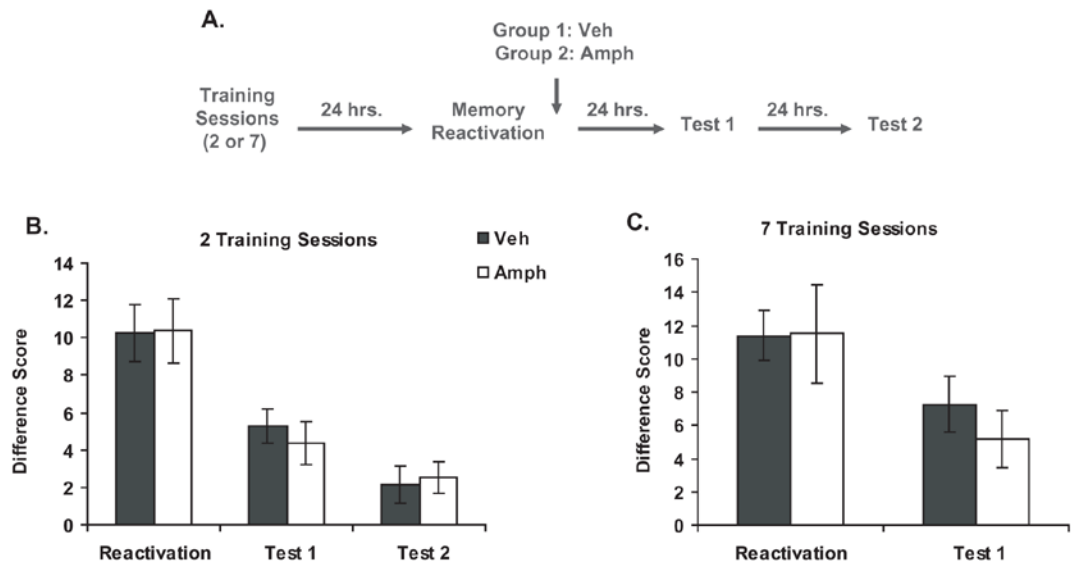 A.
Group 1: Veh
Group 2: Amph
Training
Sessions
(2 or 7)
24 hrs.
Memory
Reactivation
24 hrs.
Test 1
24 hrs.
Test 2
B.
2 Training Sessions
Veh
Amph
Difference Score
14
12
10
8
6
4
2
0
Reactivation
Test 1
Test 2
C.
7 Training Sessions
Difference Score
16
14
12
10
8
6
4
2
0
Reactivation
Test 1